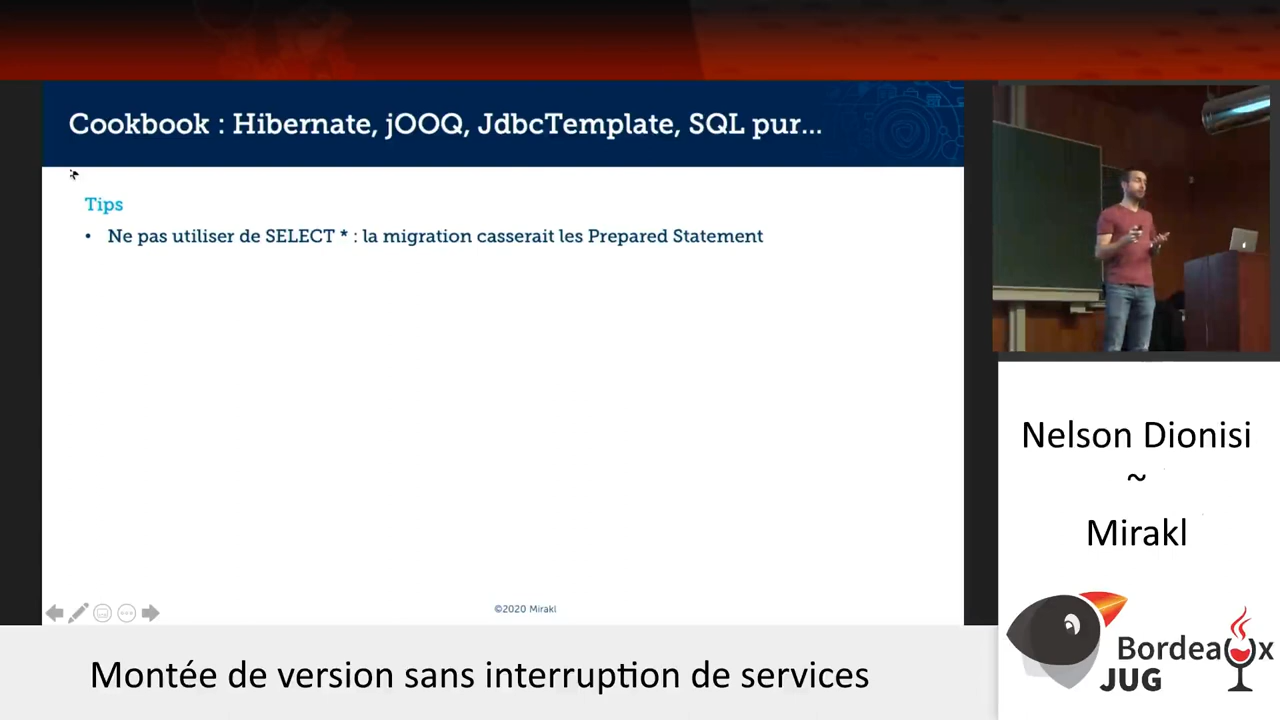 Cookbook : Hibernate, jOOQ, JdbcTemplate, SQL pur...
Tips
• Ne pas utiliser de SELECT * : la migration casserait les Prepared Statement
©2020 Mirakl
Nelson Dionisi
~
Mirakl
Bordeaux
JUG
Montée de version sans interruption de services